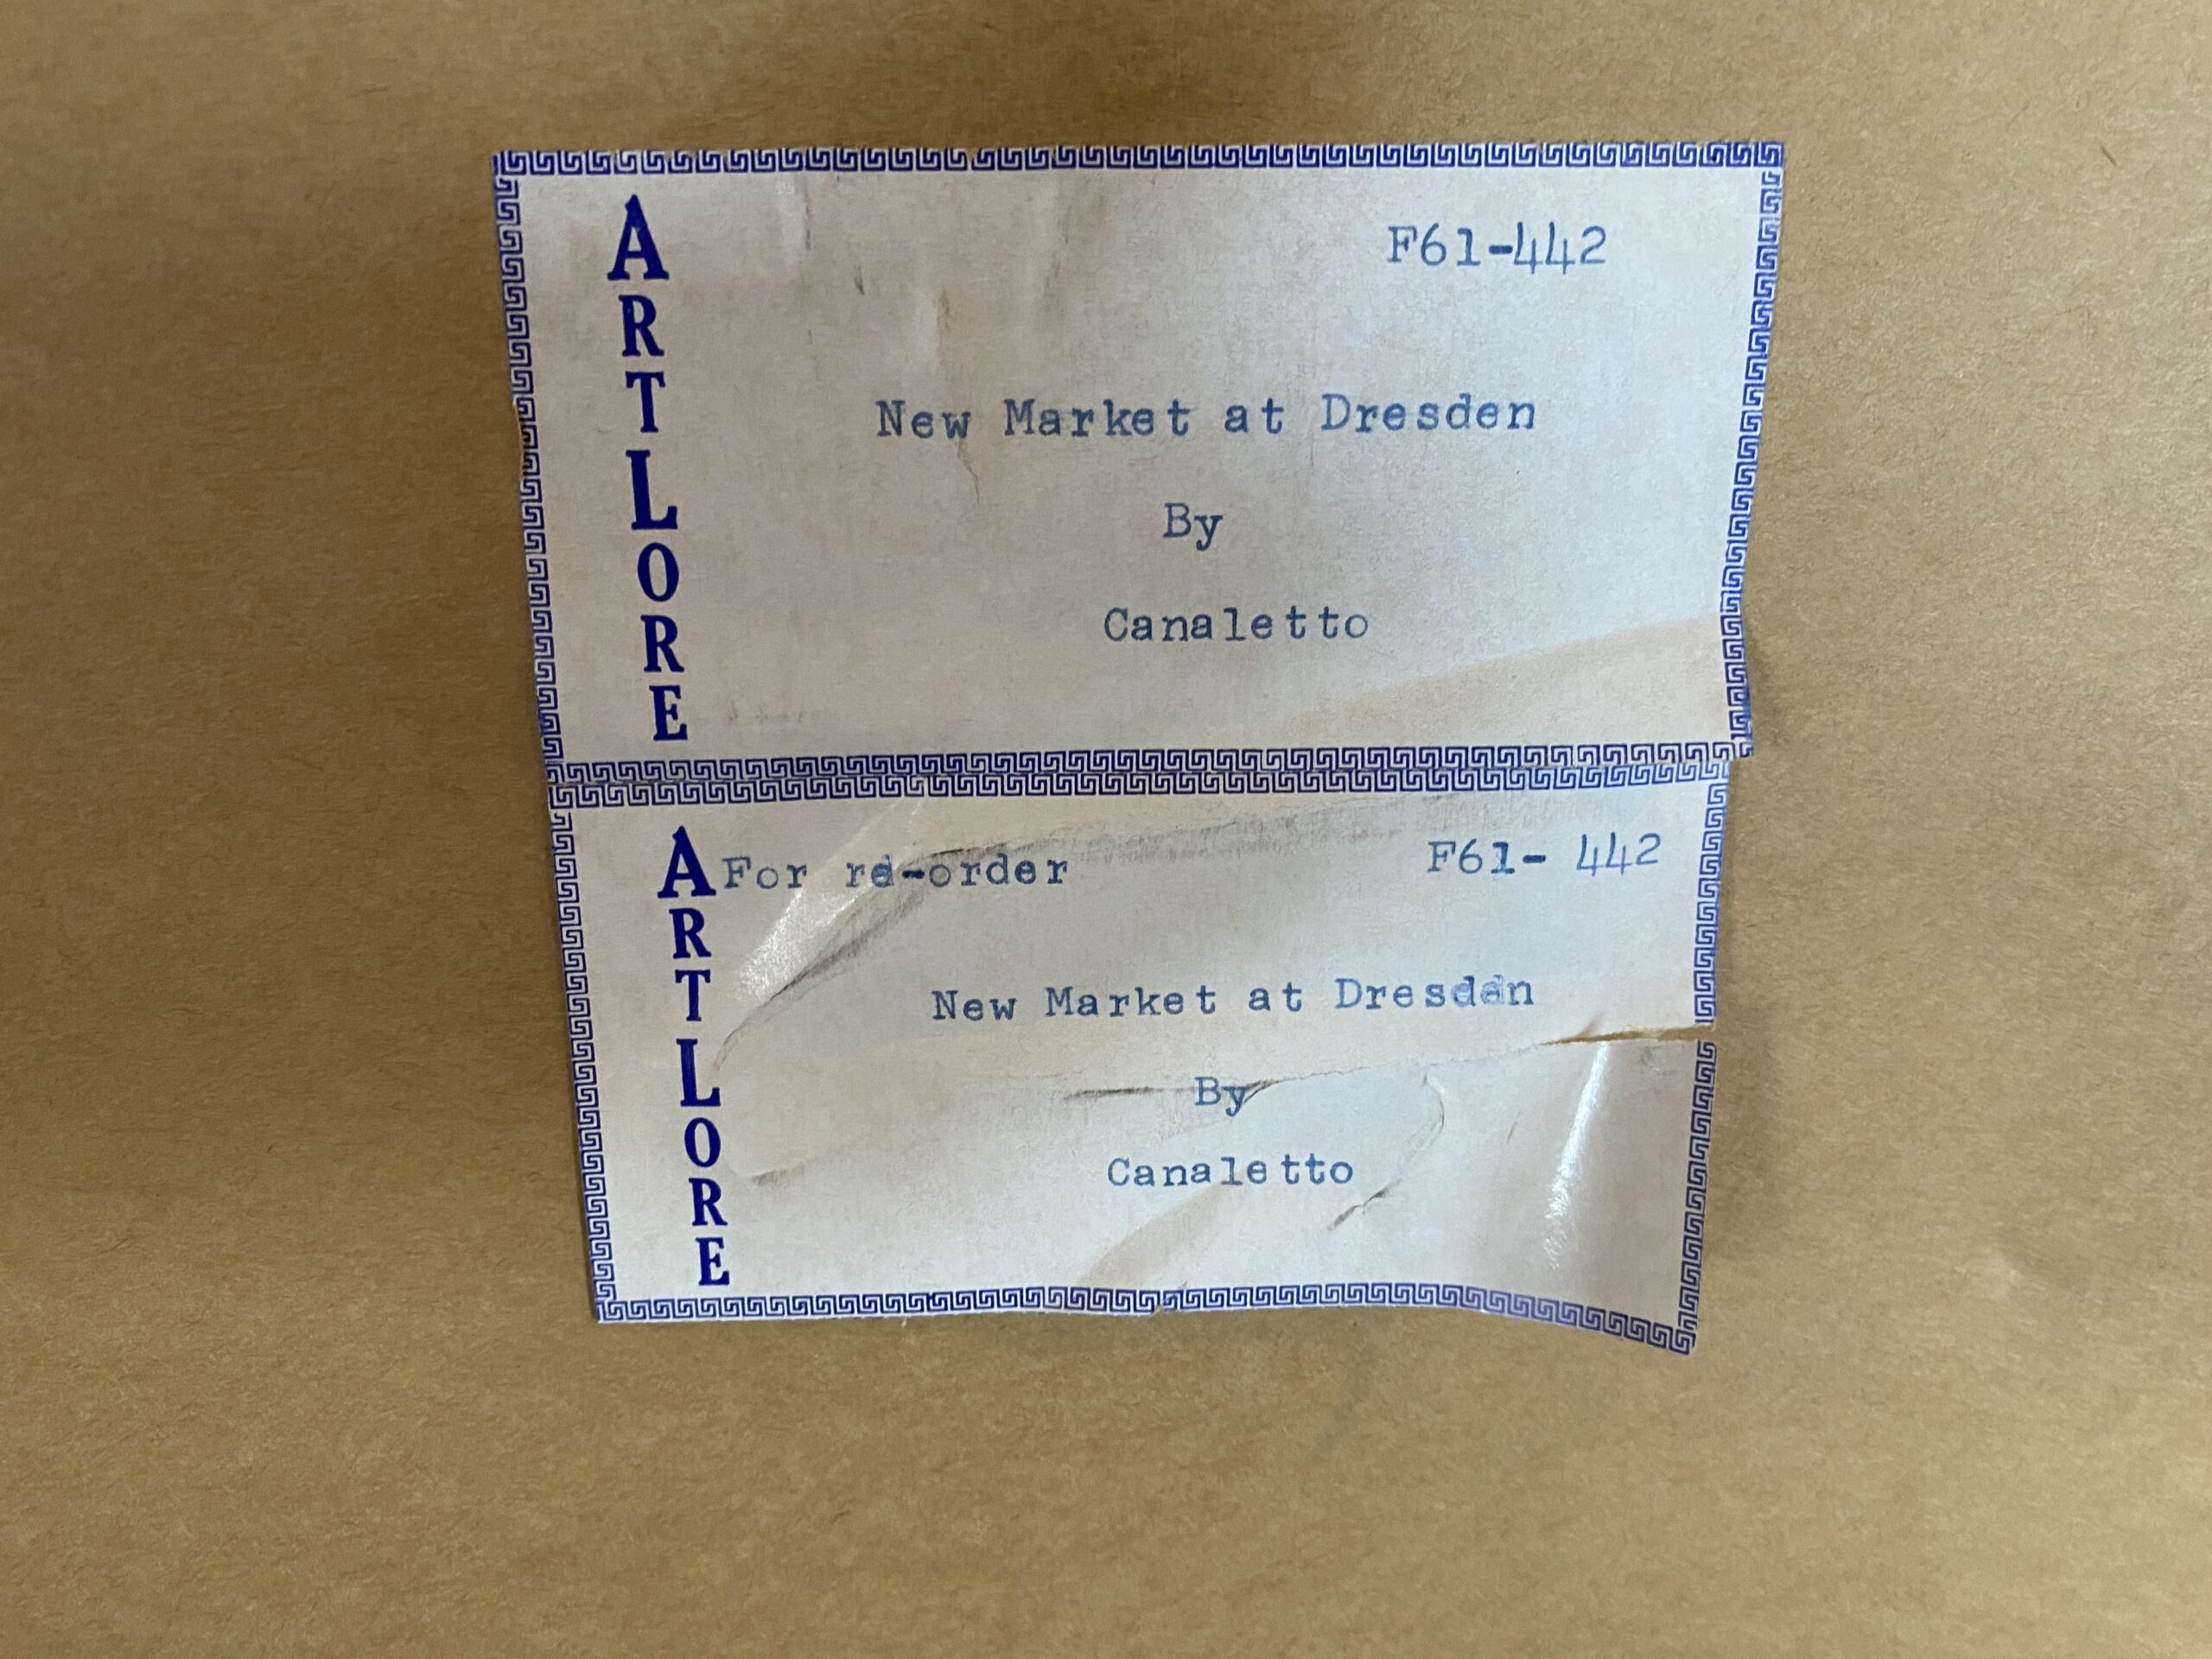 ARTLORE
F61-442
New Market at Dresden
By
Canaletto
ARTLORE
For re-order F61- 442
New Market at Dresden
By
Canaletto